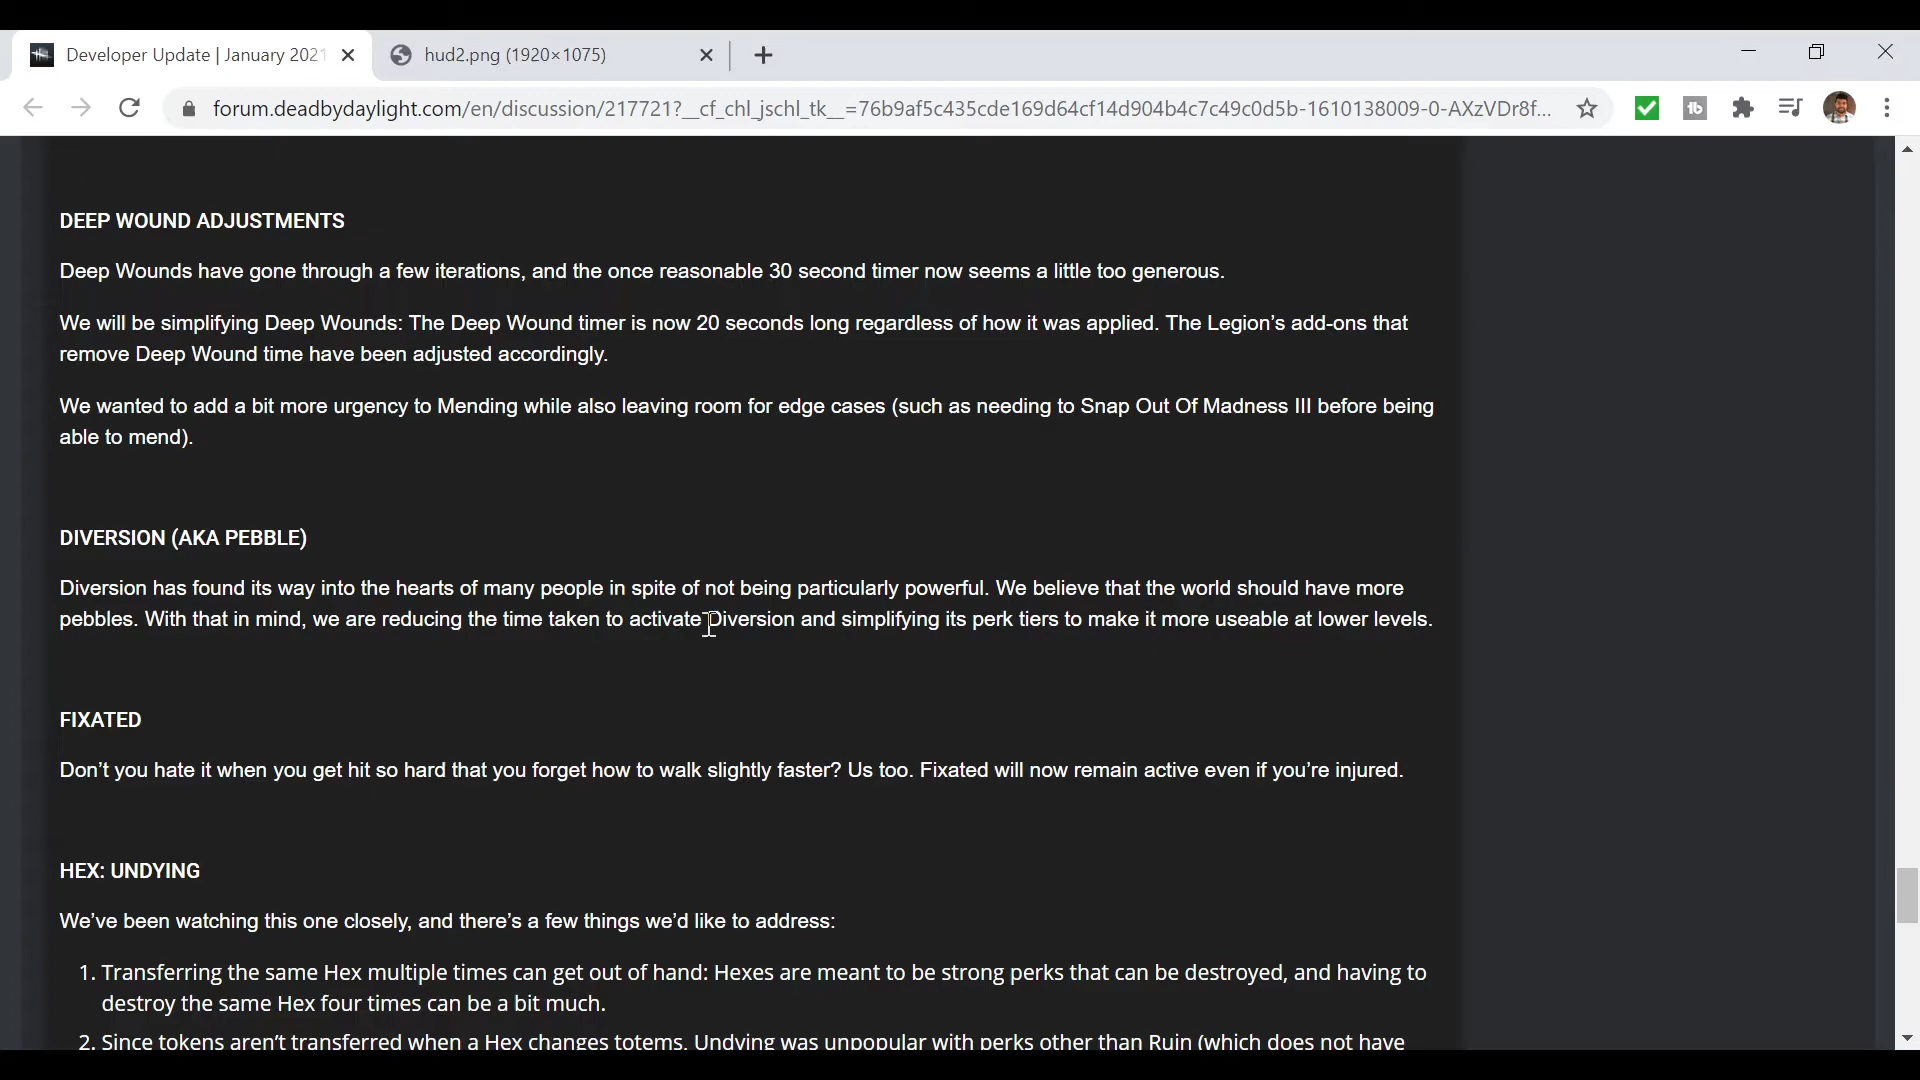 Developer Update | January 2021
hud2.png (1920×1075)
forum.deadbydaylight.com/en/discussion/217721?__cf_chl_jschl_tk__=76b9af5c435cde169d64cf14d904b4c7c49c0d5b-1610138009-0-AXzVDr8f...
DEEP WOUND ADJUSTMENTS
Deep Wounds have gone through a few iterations, and the once reasonable 30 second timer now seems a little too generous.
We will be simplifying Deep Wounds: The Deep Wound timer is now 20 seconds long regardless of how it was applied. The Legion’s add-ons that
remove Deep Wound time have been adjusted accordingly.
We wanted to add a bit more urgency to Mending while also leaving room for edge cases (such as needing to Snap Out Of Madness III before being
able to mend).
DIVERSION (AKA PEBBLE)
Diversion has found its way into the hearts of many people in spite of not being particularly powerful. We believe that the world should have more
pebbles. With that in mind, we are reducing the time taken to activate Diversion and simplifying its perk tiers to make it more useable at lower levels.
FIXATED
Don’t you hate it when you get hit so hard that you forget how to walk slightly faster? Us too. Fixated will now remain active even if you’re injured.
HEX: UNDYING
We’ve been watching this one closely, and there’s a few things we’d like to address:
1. Transferring the same Hex multiple times can get out of hand: Hexes are meant to be strong perks that can be destroyed, and having to
destroy the same Hex four times can be a bit much.
2. Since tokens aren’t transferred when a Hex changes totems, Undying was unpopular with perks other than Ruin (which does not have